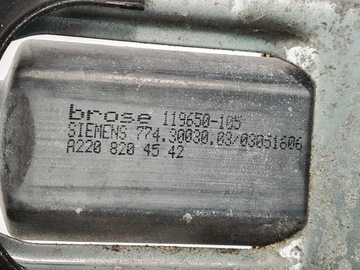 brose 119650-105
SIEMENS 774.30030.03/03051606
A220 820 45 42